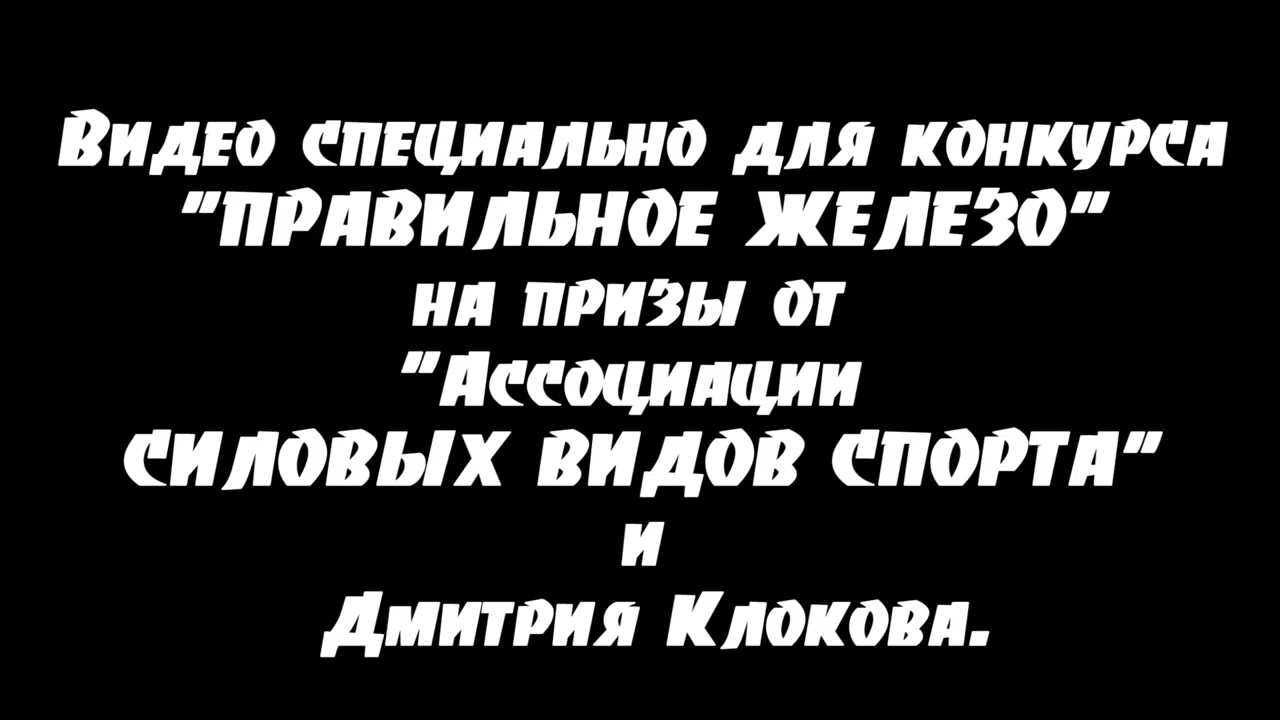 Видео специально для конкурса
"ПРАВИЛЬНОЕ ЖЕЛЕЗО"
на призы от
"Ассоциации
СИЛОВЫХ ВИДОВ СПОРТА"
и
Дмитрия Клокова.